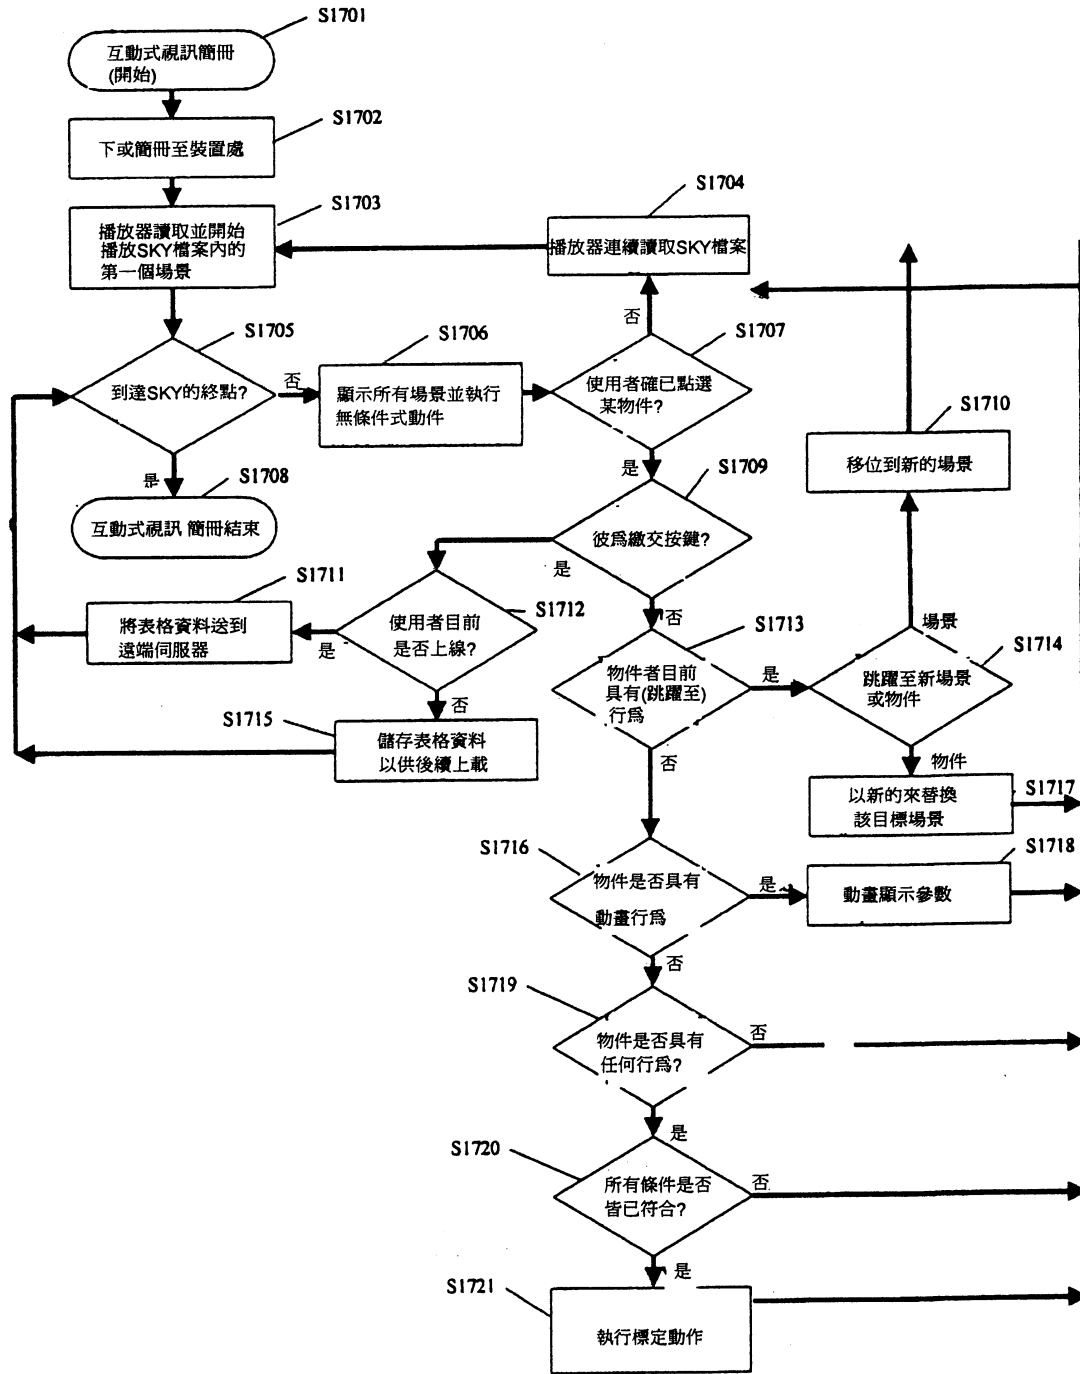 S1701
互動式視訊簡冊
(開始)
S1702
下或簡冊至裝置處
S1703
播放器讀取並開始
播放SKY檔案內的
第一個場景
S1704
播放器連續讀取SKY檔案
否
S1705
到達SKY的終點?
否
是
S1706
顯示所有場景並執行
無條件式動件
S1707
使用者確已點選
某物件?
是
S1708
互動式視訊 簡冊結束
S1709
彼為繳交按鍵?
是
否
S1710
移位到新的場景
S1711
將表格資料送到
遠端伺服器
S1712
使用者目前
是否上線?
是
否
S1713
物件者目前
具有(跳躍至)
行為
是
否
場景
S1714
跳躍至新場景
或物件
物件
S1715
儲存表格資料
以供後續上載
S1716
物件是否具有
動畫行為
是
否
S1717
以新的來替換
該目標場景
S1718
動畫顯示參數
S1719
物件是否具有
任何行為?
否
是
S1720
所有條件是否
皆已符合?
否
是
S1721
執行標定動作